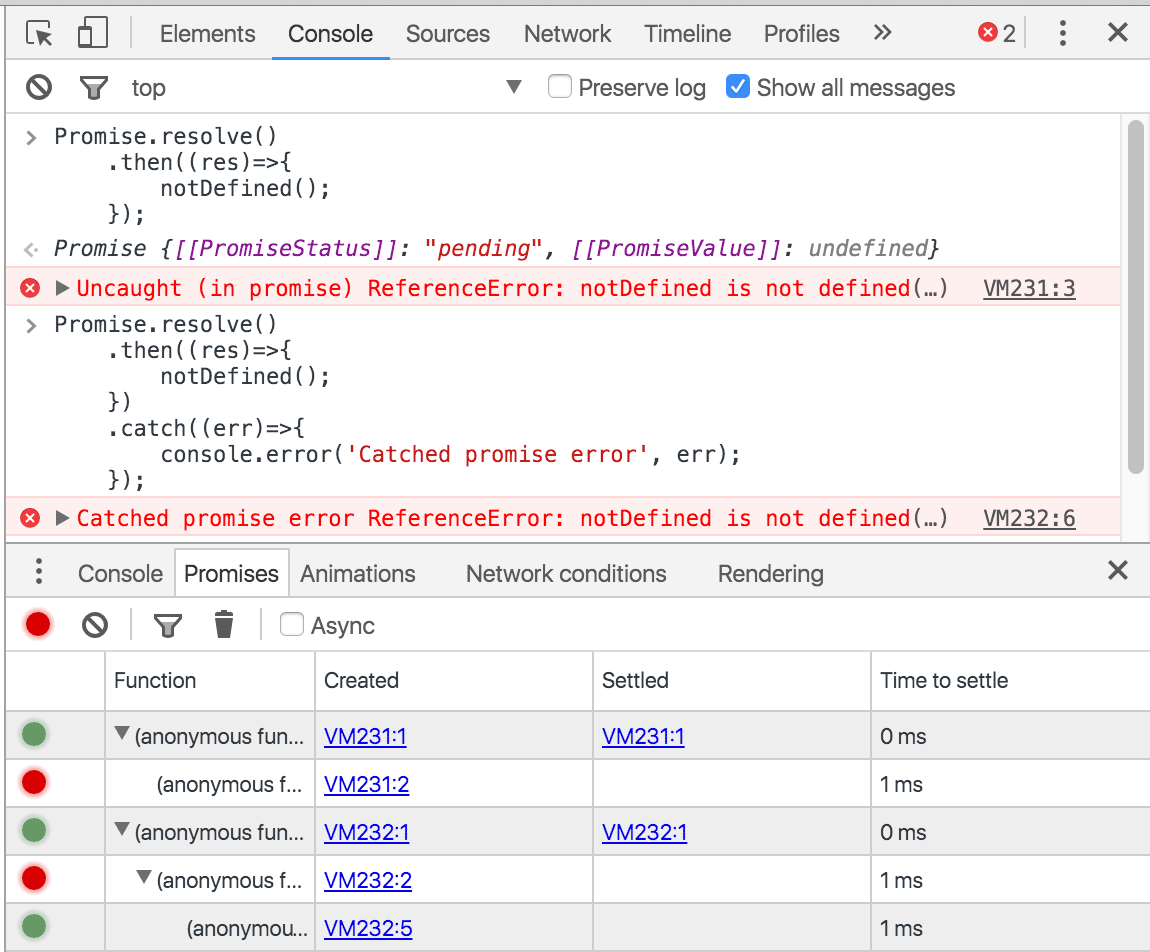 Elements Console Sources Network Timeline Profiles » 2
top Preserve log Show all messages
> Promise.resolve()
.then((res)=>{
notDefined();
});
Promise {[[PromiseStatus]]: "pending", [[PromiseValue]]: undefined}
Uncaught (in promise) ReferenceError: notDefined is not defined(…) VM231:3
> Promise.resolve()
.then((res)=>{
notDefined();
})
.catch((err)=>{
console.error('Catched promise error', err);
});
Catched promise error ReferenceError: notDefined is not defined(…) VM232:6
Console Promises Animations Network conditions Rendering
Async
Function Created Settled Time to settle
(anonymous fun... VM231:1 VM231:1 0 ms
(anonymous f... VM231:2 1 ms
(anonymous fun... VM232:1 VM232:1 0 ms
(anonymous f... VM232:2 1 ms
(anonymou... VM232:5 1 ms